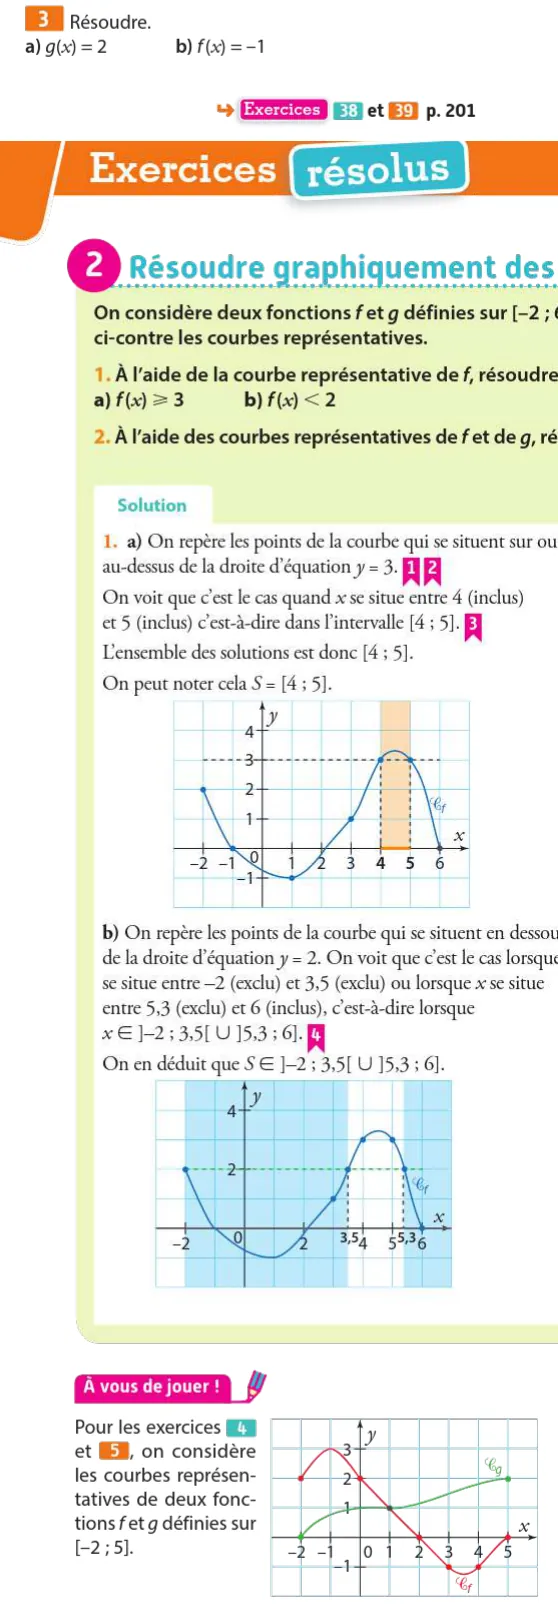 3 Résoudre.
a) g(x) = 2 b) f(x) = –1
Exercices 38 et 39 p. 201
Exercices résolus
2 Résoudre graphiquement des
On considère deux fonctions f et g définies sur [–2 ; 6
ci-contre les courbes représentatives.
1. À l'aide de la courbe représentative de f, résoudre
a) f(x) ⩾ 3 b) f(x) < 2
2. À l'aide des courbes représentatives de f et de g, ré
Solution
1. a) On repère les points de la courbe qui se situent sur ou
au-dessus de la droite d'équation y = 3. 1 2
On voit que c'est le cas quand x se situe entre 4 (inclus)
et 5 (inclus) c'est-à-dire dans l'intervalle [4 ; 5]. 3
L'ensemble des solutions est donc [4 ; 5].
On peut noter cela S = [4 ; 5].
y
4
3
2
1
𝒞f
x
–2 –1 0 1 2 3 4 5 6
–1
b) On repère les points de la courbe qui se situent en dessou
de la droite d'équation y = 2. On voit que c'est le cas lorsque
se situe entre –2 (exclu) et 3,5 (exclu) ou lorsque x se situe
entre 5,3 (exclu) et 6 (inclus), c'est-à-dire lorsque
x ∈ ]–2 ; 3,5[ ∪ ]5,3 ; 6]. 4
On en déduit que S ∈ ]–2 ; 3,5[ ∪ ]5,3 ; 6].
y
4
2
𝒞f
x
–2 0 2 3,5 4 5 5,3 6
À vous de jouer !
Pour les exercices 4
et 5, on considère
les courbes représen-
tatives de deux fonc-
tions f et g définies sur
[–2 ; 5].
y
3
2
1
𝒞g
x
–2 –1 0 1 2 3 4 5
–1
𝒞f